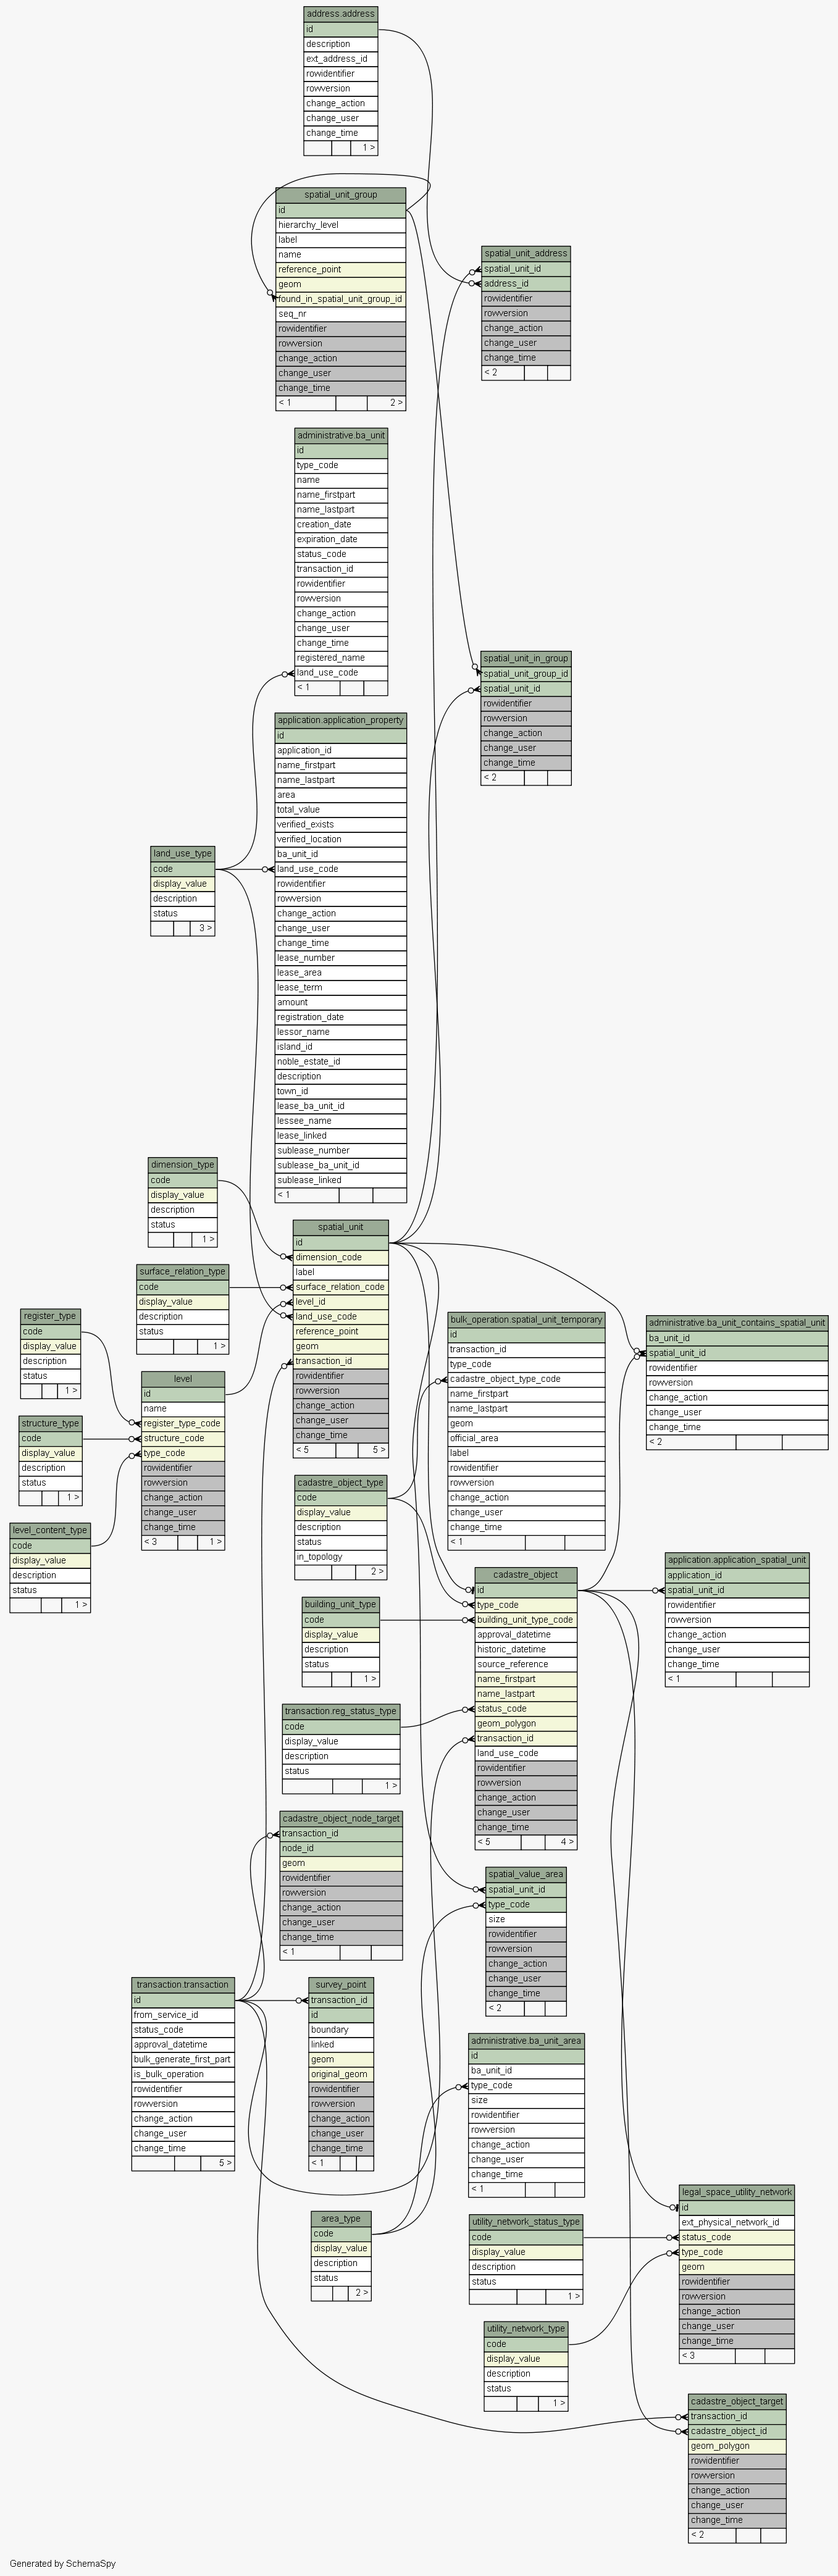 address.address
id
description
ext_address_id
rowidentifier
rowversion
change_action
change_user
change_time
1 >
spatial_unit_group
id
hierarchy_level
label
name
reference_point
geom
found_in_spatial_unit_group_id
seq_nr
rowidentifier
rowversion
change_action
change_user
change_time
< 1 2 >
spatial_unit_address
spatial_unit_id
address_id
rowidentifier
rowversion
change_action
change_user
change_time
< 2
administrative.ba_unit
id
type_code
name
name_firstpart
name_lastpart
creation_date
expiration_date
status_code
transaction_id
rowidentifier
rowversion
change_action
change_user
change_time
registered_name
land_use_code
< 1
spatial_unit_in_group
spatial_unit_group_id
spatial_unit_id
rowidentifier
rowversion
change_action
change_user
change_time
< 2
application.application_property
id
application_id
name_firstpart
name_lastpart
area
total_value
verified_exists
verified_location
ba_unit_id
land_use_code
rowidentifier
rowversion
change_action
change_user
change_time
lease_number
lease_area
lease_term
amount
registration_date
lessor_name
island_id
noble_estate_id
description
town_id
lease_ba_unit_id
lessee_name
lease_linked
sublease_number
sublease_ba_unit_id
sublease_linked
< 1
land_use_type
code
display_value
description
status
3 >
dimension_type
code
display_value
description
status
1 >
spatial_unit
id
dimension_code
label
surface_relation_code
level_id
land_use_code
reference_point
geom
transaction_id
rowidentifier
rowversion
change_action
change_user
change_time
< 5 5 >
surface_relation_type
code
display_value
description
status
1 >
register_type
code
display_value
description
status
1 >
bulk_operation.spatial_unit_temporary
id
transaction_id
type_code
cadastre_object_type_code
name_firstpart
name_lastpart
geom
official_area
label
rowidentifier
rowversion
change_action
change_user
change_time
< 1
administrative.ba_unit_contains_spatial_unit
ba_unit_id
spatial_unit_id
rowidentifier
rowversion
change_action
change_user
change_time
< 2
level
id
name
register_type_code
structure_code
type_code
rowidentifier
rowversion
change_action
change_user
change_time
< 3 1 >
structure_type
code
display_value
description
status
1 >
cadastre_object_type
code
display_value
description
status
in_topology
2 >
level_content_type
code
display_value
description
status
1 >
cadastre_object
id
type_code
building_unit_type_code
approval_datetime
historic_datetime
source_reference
name_firstpart
name_lastpart
status_code
geom_polygon
transaction_id
land_use_code
rowidentifier
rowversion
change_action
change_user
change_time
< 5 4 >
application.application_spatial_unit
application_id
spatial_unit_id
rowidentifier
rowversion
change_action
change_user
change_time
< 1
building_unit_type
code
display_value
description
status
1 >
transaction.reg_status_type
code
display_value
description
status
1 >
cadastre_object_node_target
transaction_id
node_id
geom
rowidentifier
rowversion
change_action
change_user
change_time
< 1
spatial_value_area
spatial_unit_id
type_code
size
rowidentifier
rowversion
change_action
change_user
change_time
< 2
transaction.transaction
id
from_service_id
status_code
approval_datetime
bulk_generate_first_part
is_bulk_operation
rowidentifier
rowversion
change_action
change_user
change_time
5 >
survey_point
transaction_id
id
boundary
linked
geom
original_geom
rowidentifier
rowversion
change_action
change_user
change_time
< 1
administrative.ba_unit_area
id
ba_unit_id
type_code
size
rowidentifier
rowversion
change_action
change_user
change_time
< 1
area_type
code
display_value
description
status
2 >
legal_space_utility_network
id
ext_physical_network_id
status_code
type_code
geom
rowidentifier
rowversion
change_action
change_user
change_time
< 3
utility_network_status_type
code
display_value
description
status
1 >
utility_network_type
code
display_value
description
status
1 >
cadastre_object_target
transaction_id
cadastre_object_id
geom_polygon
rowidentifier
rowversion
change_action
change_user
change_time
< 2
Generated by SchemaSpy